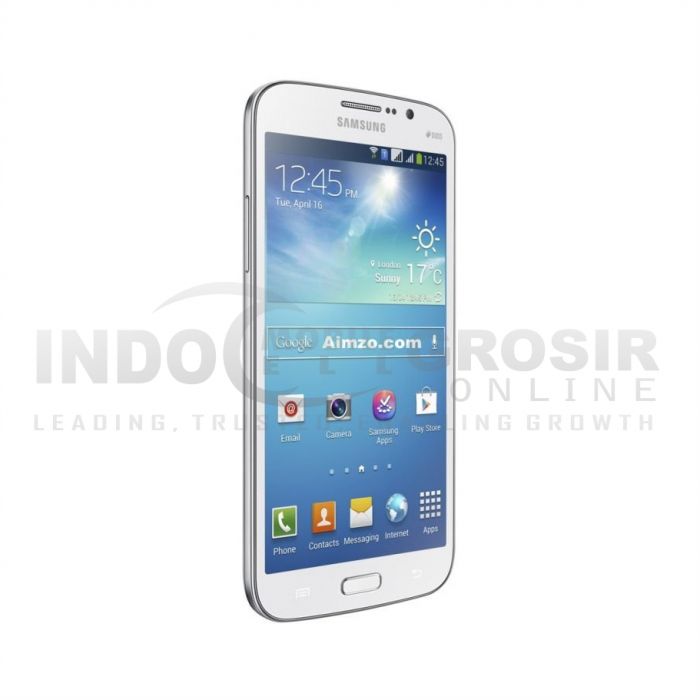 SAMSUNG
DUOS
12:45
12:45 PM
Tue, April 16
London
Sunny 17°C
Google Aimzo.com
INDO GROSIR
ONLINE
LEADING, TRUS ING GROWTH
Email Camera Samsung Apps Play Store
Phone Contacts Messaging Internet Apps